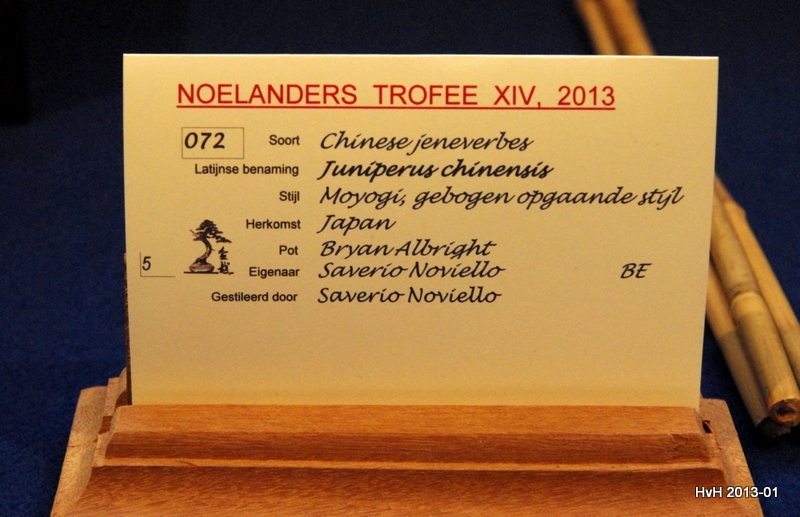 NOELANDERS TROFEE XIV, 2013
072 Soort Chinese jeneverbes
Latijnse benaming Juniperus chinensis
Stijl Moyogi, gebogen opgaande stijl
Herkomst Japan
Pot Bryan Albright
5 Eigenaar Saverio Noviello BE
Gestileerd door Saverio Noviello
HvH 2013-01